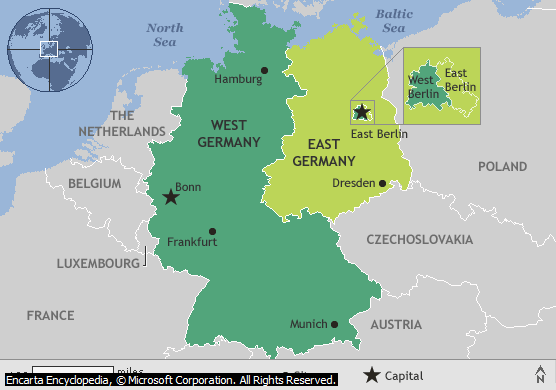 North
Sea
Baltic
Sea
Hamburg
West
Berlin
East
Berlin
THE
NETHERLANDS
WEST
GERMANY
East Berlin
EAST
GERMANY
POLAND
BELGIUM
Bonn
Dresden
Frankfurt
CZECHOSLOVAKIA
LUXEMBOURG
FRANCE
Munich
AUSTRIA
miles
Capital
N
Encarta Encyclopedia, © Microsoft Corporation. All Rights Reserved.